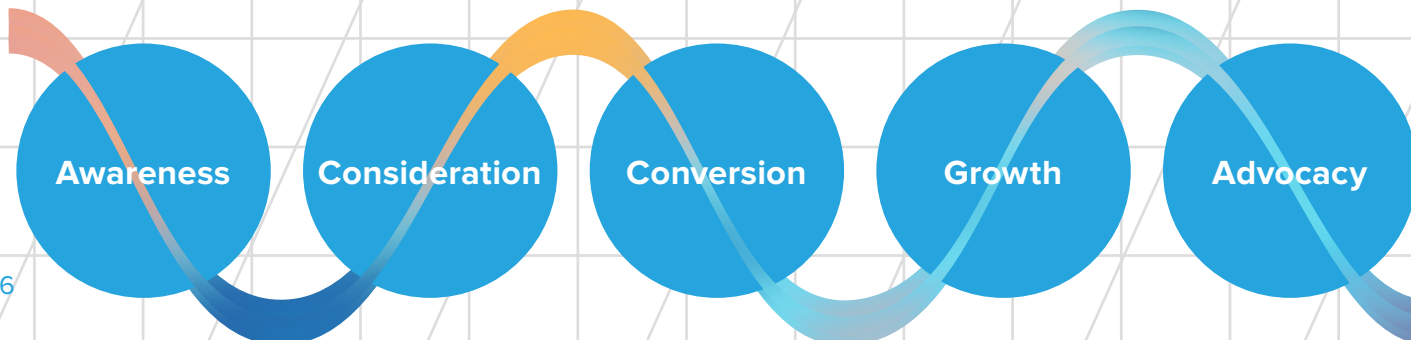 Awareness
Consideration
Conversion
Growth
Advocacy
6